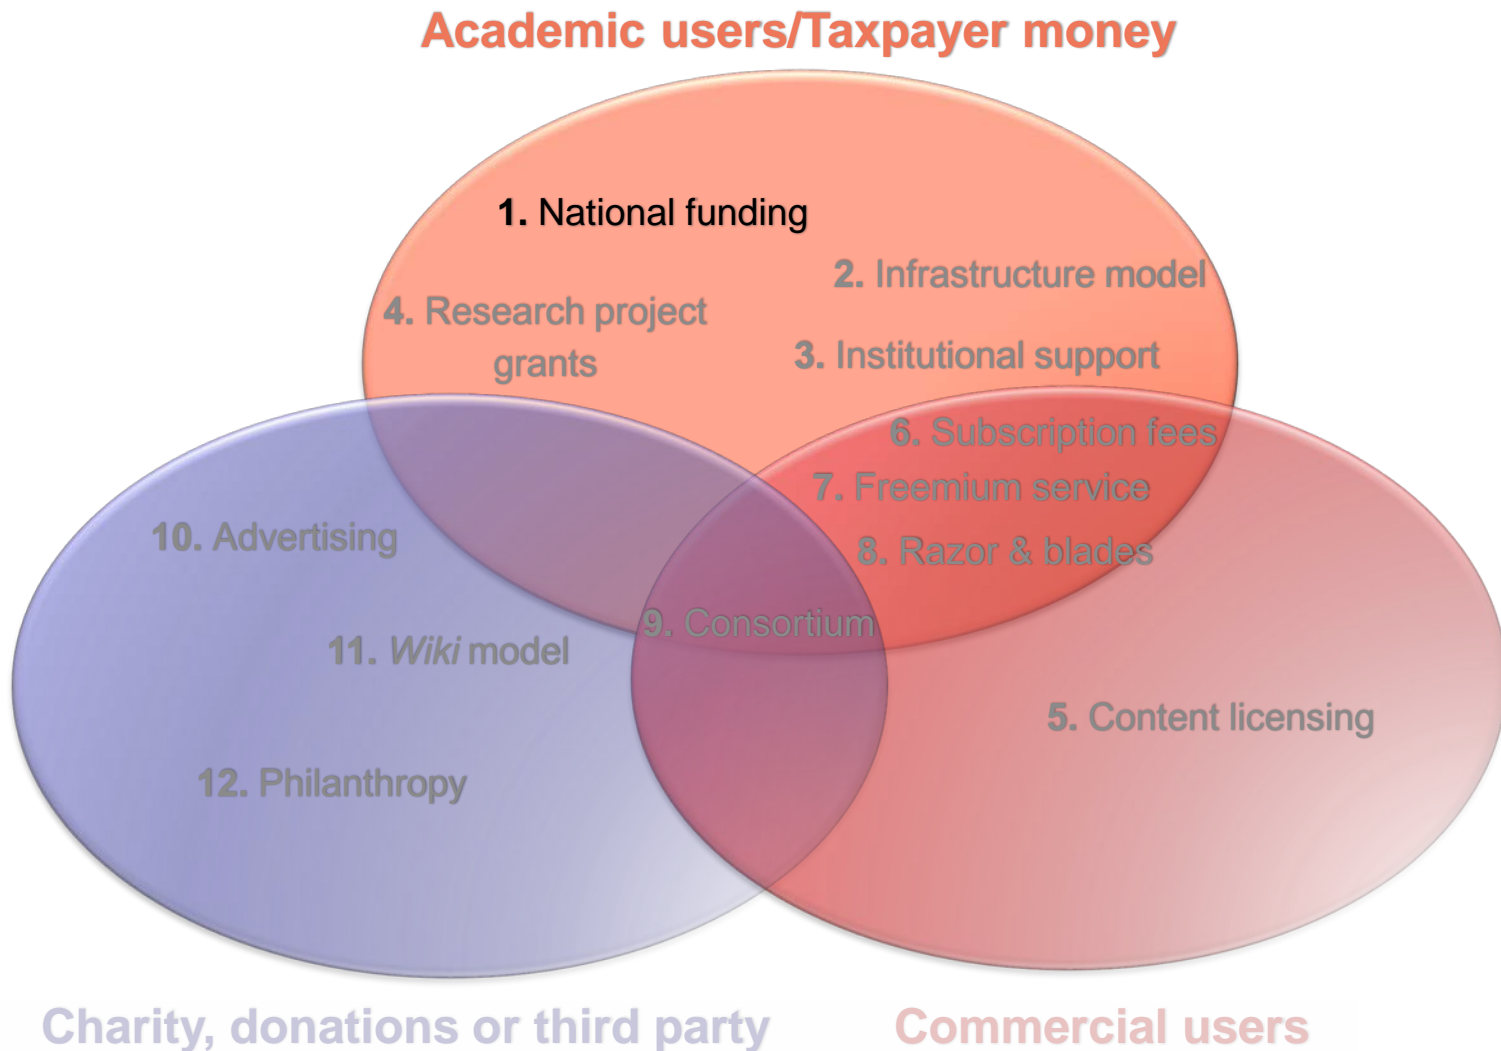 Academic users/Taxpayer money
1. National funding
2. Infrastructure model
4. Research project
grants
3. Institutional support
6. Subscription fees
7. Freemium service
10. Advertising
8. Razor & blades
9. Consortium
11. Wiki model
5. Content licensing
12. Philanthropy
Charity, donations or third party
Commercial users